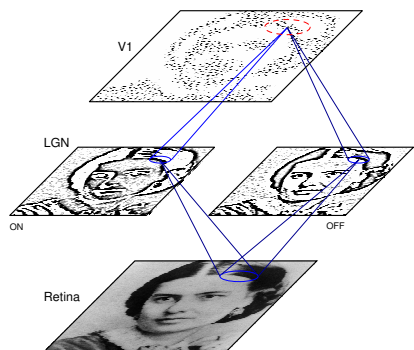 V1
LGN
ON
OFF
Retina